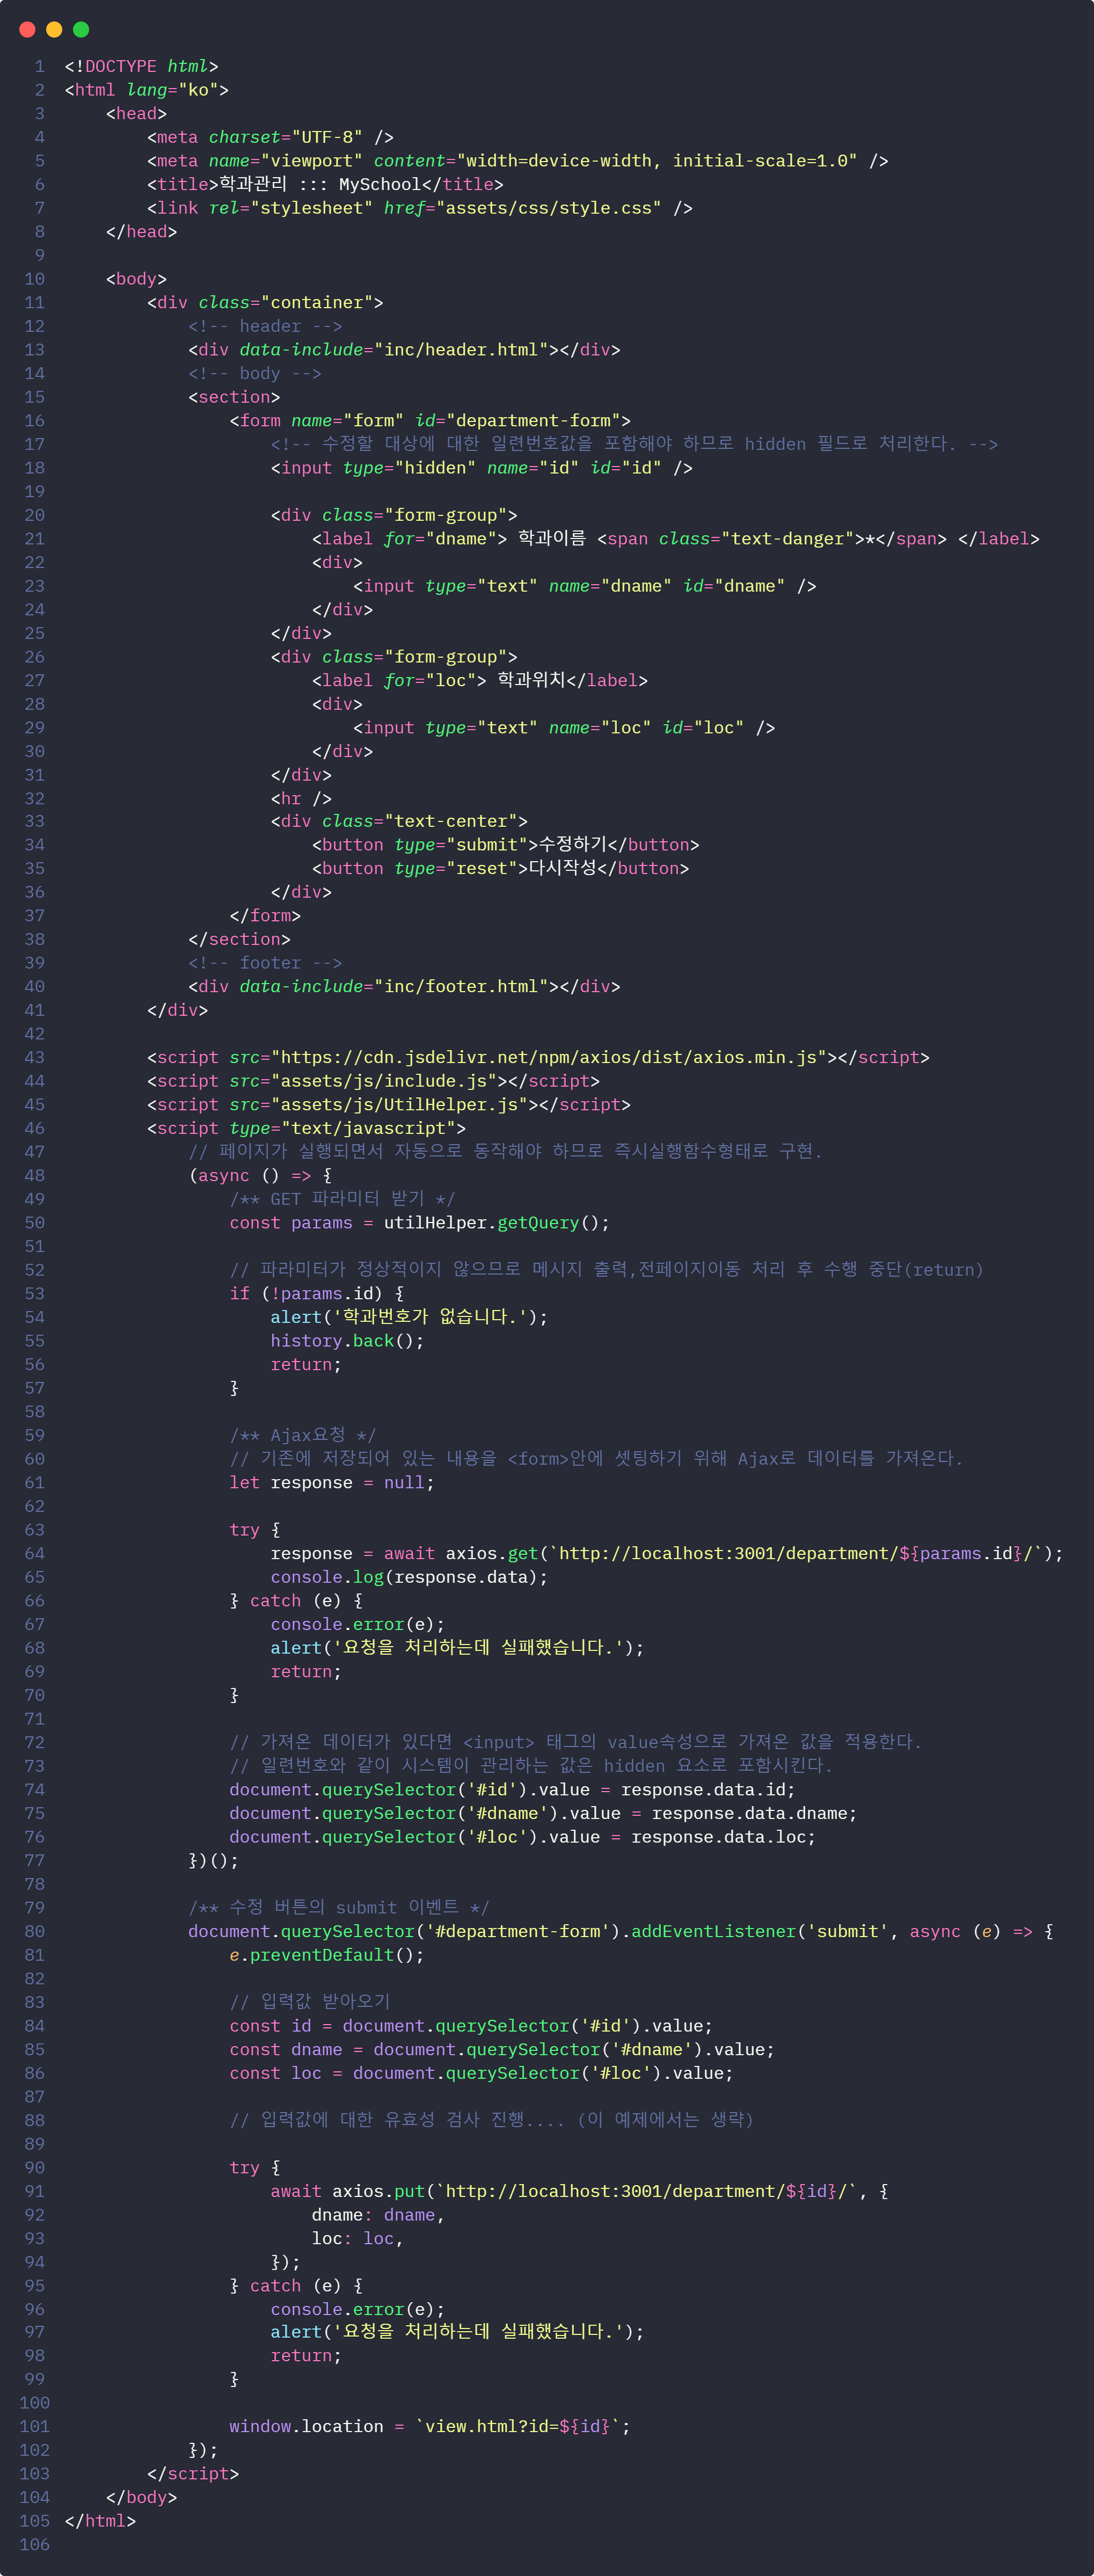 1 <!DOCTYPE html>
2 <html lang="ko">
3     <head>
4         <meta charset="UTF-8" />
5         <meta name="viewport" content="width=device-width, initial-scale=1.0" />
6         <title>학과관리 ::: MySchool</title>
7         <link rel="stylesheet" href="assets/css/style.css" />
8     </head>
9
10     <body>
11         <div class="container">
12             <!-- header -->
13             <div data-include="inc/header.html"></div>
14             <!-- body -->
15             <section>
16                 <form name="form" id="department-form">
17                     <!-- 수정할 대상에 대한 일련번호값을 포함해야 하므로 hidden 필드로 처리한다. -->
18                     <input type="hidden" name="id" id="id" />
19
20                     <div class="form-group">
21                         <label for="dname"> 학과이름 <span class="text-danger">*</span> </label>
22                         <div>
23                             <input type="text" name="dname" id="dname" />
24                         </div>
25                     </div>
26                     <div class="form-group">
27                         <label for="loc"> 학과위치</label>
28                         <div>
29                             <input type="text" name="loc" id="loc" />
30                         </div>
31                     </div>
32                     <hr />
33                     <div class="text-center">
34                         <button type="submit">수정하기</button>
35                         <button type="reset">다시작성</button>
36                     </div>
37                 </form>
38             </section>
39             <!-- footer -->
40             <div data-include="inc/footer.html"></div>
41         </div>
42
43         <script src="https://cdn.jsdelivr.net/npm/axios/dist/axios.min.js"></script>
44         <script src="assets/js/include.js"></script>
45         <script src="assets/js/UtilHelper.js"></script>
46         <script type="text/javascript">
47             // 페이지가 실행되면서 자동으로 동작해야 하므로 즉시실행함수형태로 구현.
48             (async () => {
49                 /** GET 파라미터 받기 */
50                 const params = utilHelper.getQuery();
51
52                 // 파라미터가 정상적이지 않으므로 메시지 출력,전페이지이동 처리 후 수행 중단(return)
53                 if (!params.id) {
54                     alert('학과번호가 없습니다.');
55                     history.back();
56                     return;
57                 }
58
59                 /** Ajax요청 */
60                 // 기존에 저장되어 있는 내용을 <form>안에 셋팅하기 위해 Ajax로 데이터를 가져온다.
61                 let response = null;
62
63                 try {
64                     response = await axios.get(`http://localhost:3001/department/${params.id}/`);
65                     console.log(response.data);
66                 } catch (e) {
67                     console.error(e);
68                     alert('요청을 처리하는데 실패했습니다.');
69                     return;
70                 }
71
72                 // 가져온 데이터가 있다면 <input> 태그의 value속성으로 가져온 값을 적용한다.
73                 // 일련번호와 같이 시스템이 관리하는 값은 hidden 요소로 포함시킨다.
74                 document.querySelector('#id').value = response.data.id;
75                 document.querySelector('#dname').value = response.data.dname;
76                 document.querySelector('#loc').value = response.data.loc;
77             })();
78
79             /** 수정 버튼의 submit 이벤트 */
80             document.querySelector('#department-form').addEventListener('submit', async (e) => {
81                 e.preventDefault();
82
83                 // 입력값 받아오기
84                 const id = document.querySelector('#id').value;
85                 const dname = document.querySelector('#dname').value;
86                 const loc = document.querySelector('#loc').value;
87
88                 // 입력값에 대한 유효성 검사 진행.... (이 예제에서는 생략)
89
90                 try {
91                     await axios.put(`http://localhost:3001/department/${id}/`, {
92                         dname: dname,
93                         loc: loc,
94                     });
95                 } catch (e) {
96                     console.error(e);
97                     alert('요청을 처리하는데 실패했습니다.');
98                     return;
99                 }
100
101                 window.location = `view.html?id=${id}`;
102             });
103         </script>
104     </body>
105 </html>
106